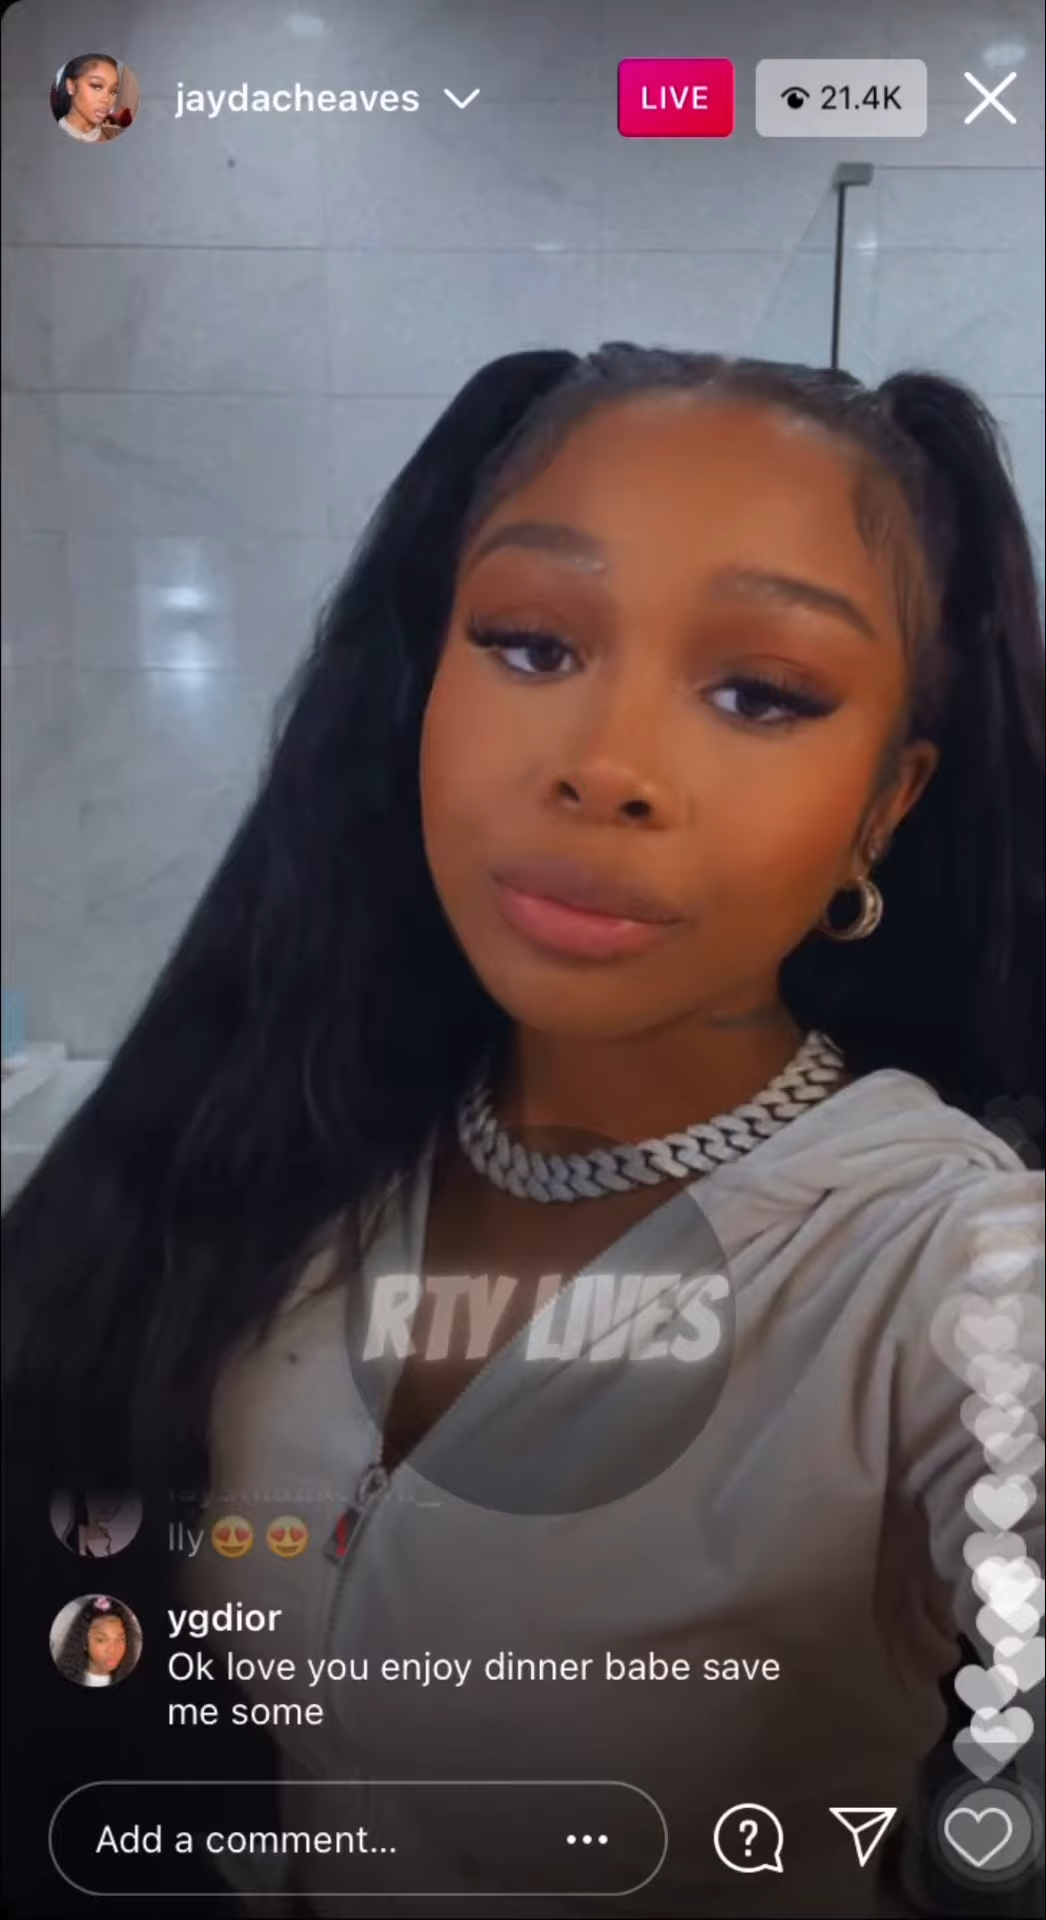 jaydacheaves
LIVE
21.4K
RTY LIVES
lly😍😍❗
ygdior
Ok love you enjoy dinner babe save
me some
Add a comment...